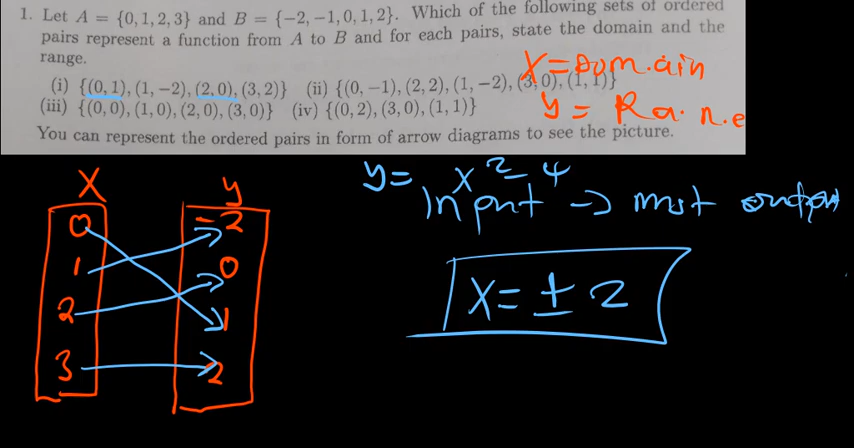 1. Let A = {0, 1, 2, 3} and B = {−2, −1, 0, 1, 2}. Which of the following sets of ordered
pairs represent a function from A to B and for each pairs, state the domain and the
range.
(i) {(0, 1), (1, −2), (2, 0), (3, 2)} (ii) {(0, −1), (2, 2), (1, −2), (3, 0), (1, 1)}
(iii) {(0, 0), (1, 0), (2, 0), (3, 0)} (iv) {(0, 2), (3, 0), (1, 1)}
You can represent the ordered pairs in form of arrow diagrams to see the picture.
X = Dom.ain
y = Ra.n.e
X y
0 -2
1 0
2 1
3 2
y= x²-4
Input → must output
X = ± 2